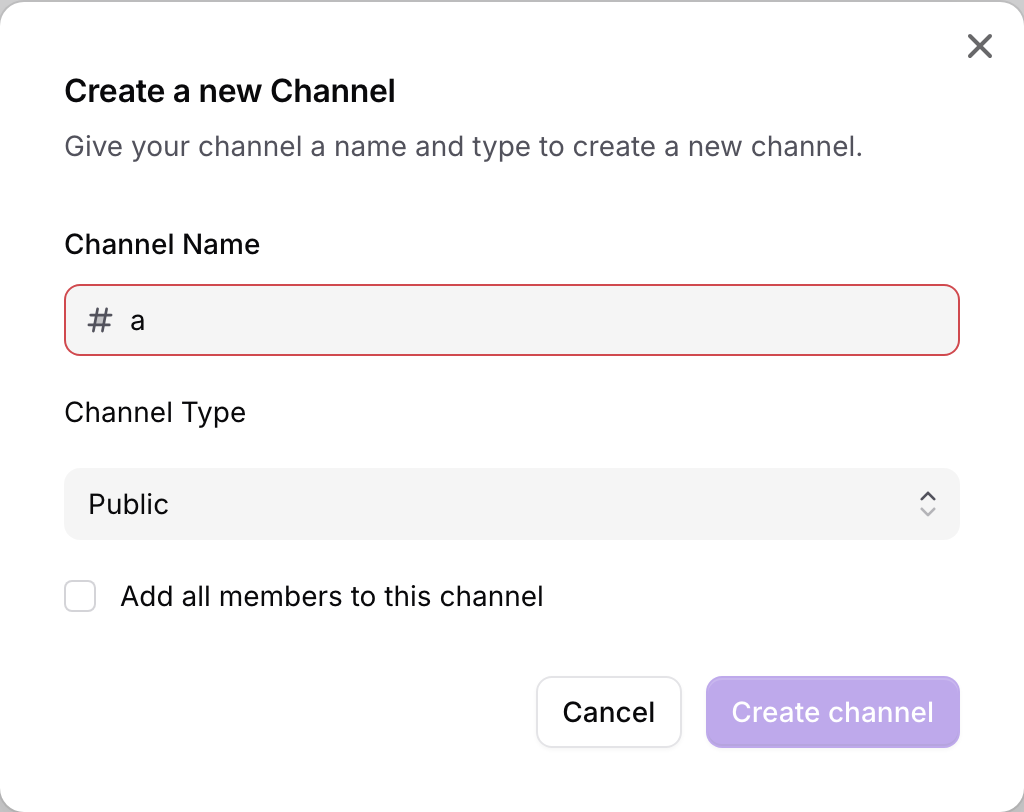 Create a new Channel
Give your channel a name and type to create a new channel.
Channel Name
# a
Channel Type
Public
Add all members to this channel
Cancel
Create channel